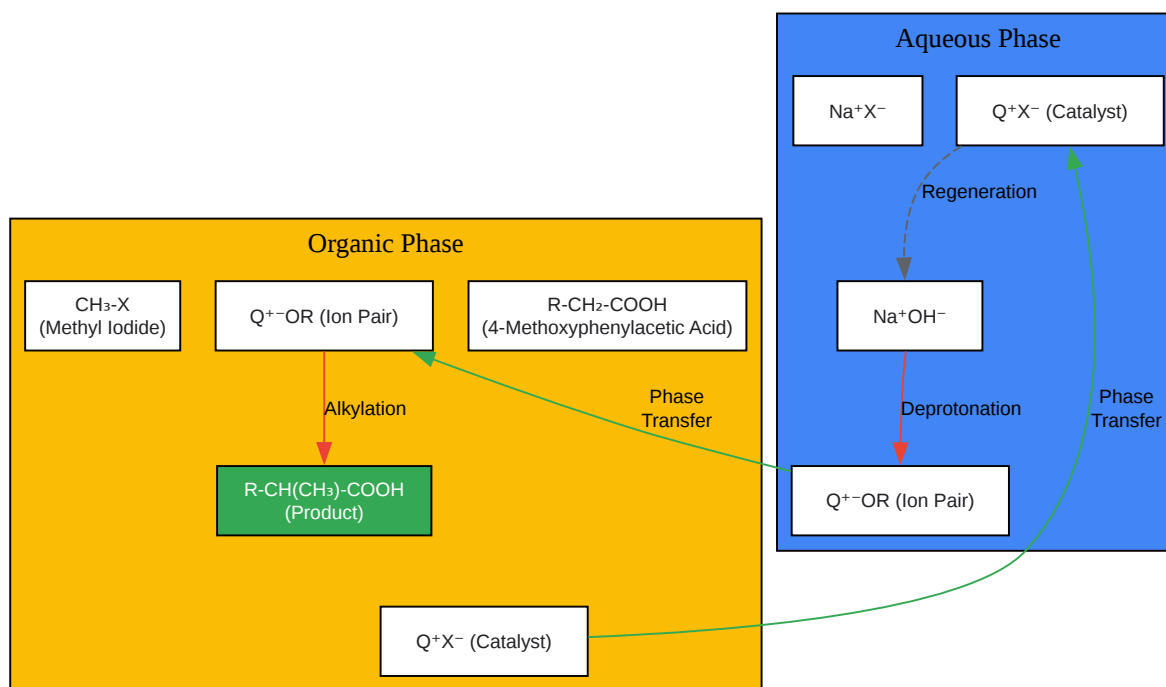 Aqueous Phase
Na⁺X⁻
Q⁺X⁻ (Catalyst)
Regeneration
Organic Phase
CH₃-X
(Methyl Iodide)
Q⁺⁻OR (Ion Pair)
R-CH₂-COOH
(4-Methoxyphenylacetic Acid)
Na⁺OH⁻
Alkylation
Phase
Transfer
Deprotonation
Phase
Transfer
R-CH(CH₃)-COOH
(Product)
Q⁺⁻OR (Ion Pair)
Q⁺X⁻ (Catalyst)